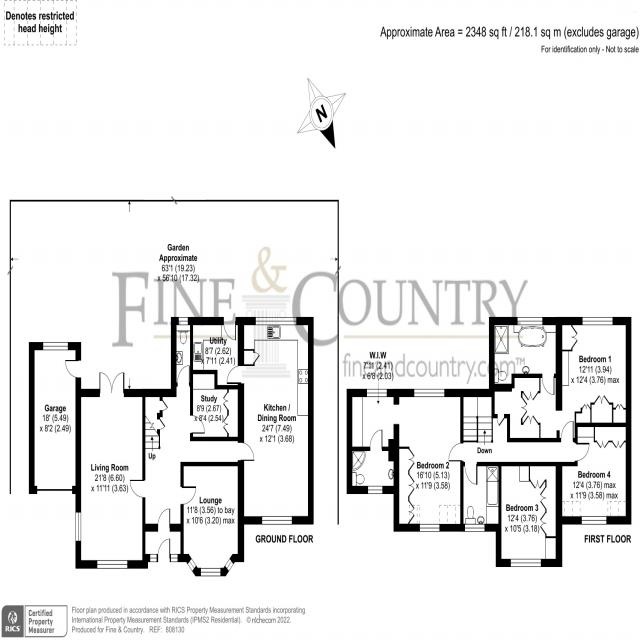 Denotes restricted
head height
Approximate Area = 2348 sq ft / 218.1 sq m (excludes garage)
For identification only - Not to scale
N
Garden
Approximate
63'1 (19.23)
x 56'10 (17.32)
FINE & COUNTRY
fineandcountry.com™
Utility
8'7 (2.62)
x 7'11 (2.41)
Study
8'9 (2.67)
x 8'4 (2.54)
Kitchen /
Dining Room
24'7 (7.49)
x 12'1 (3.68)
Garage
18' (5.49)
x 8'2 (2.49)
Up
Living Room
21'8 (6.60)
x 11'11 (3.63)
Lounge
11'8 (3.56) to bay
x 10'6 (3.20) max
GROUND FLOOR
W.I.W
7'11 (2.41)
x 6'8 (2.03)
Bedroom 1
12'11 (3.94)
x 12'4 (3.76) max
Down
Bedroom 2
16'10 (5.13)
x 11'9 (3.58)
Bedroom 4
12'4 (3.76) max
x 11'9 (3.58) max
Bedroom 3
12'4 (3.76)
x 10'5 (3.18)
FIRST FLOOR
RICS
Certified
Property
Measurer
Floor plan produced in accordance with RICS Property Measurement Standards incorporating
International Property Measurement Standards (IPMS2 Residential). © nichecom 2022.
Produced for Fine & Country. REF: 808130